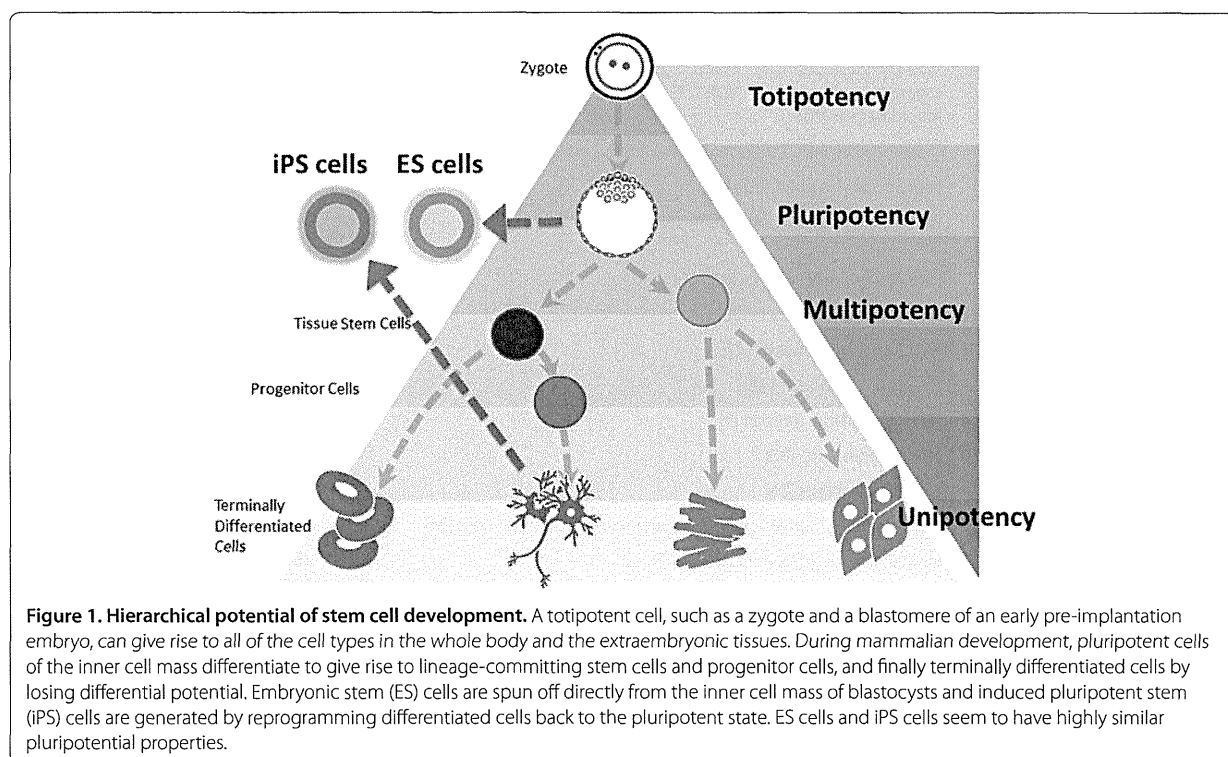 Zygote
Totipotency
iPS cells
ES cells
Pluripotency
Tissue Stem Cells
Multipotency
Progenitor Cells
Terminally
Differentiated
Cells
Unipotency
Figure 1. Hierarchical potential of stem cell development. A totipotent cell, such as a zygote and a blastomere of an early pre-implantation
embryo, can give rise to all of the cell types in the whole body and the extraembryonic tissues. During mammalian development, pluripotent cells
of the inner cell mass differentiate to give rise to lineage-committing stem cells and progenitor cells, and finally terminally differentiated cells by
losing differential potential. Embryonic stem (ES) cells are spun off directly from the inner cell mass of blastocysts and induced pluripotent stem
(iPS) cells are generated by reprogramming differentiated cells back to the pluripotent state. ES cells and iPS cells seem to have highly similar
pluripotential properties.